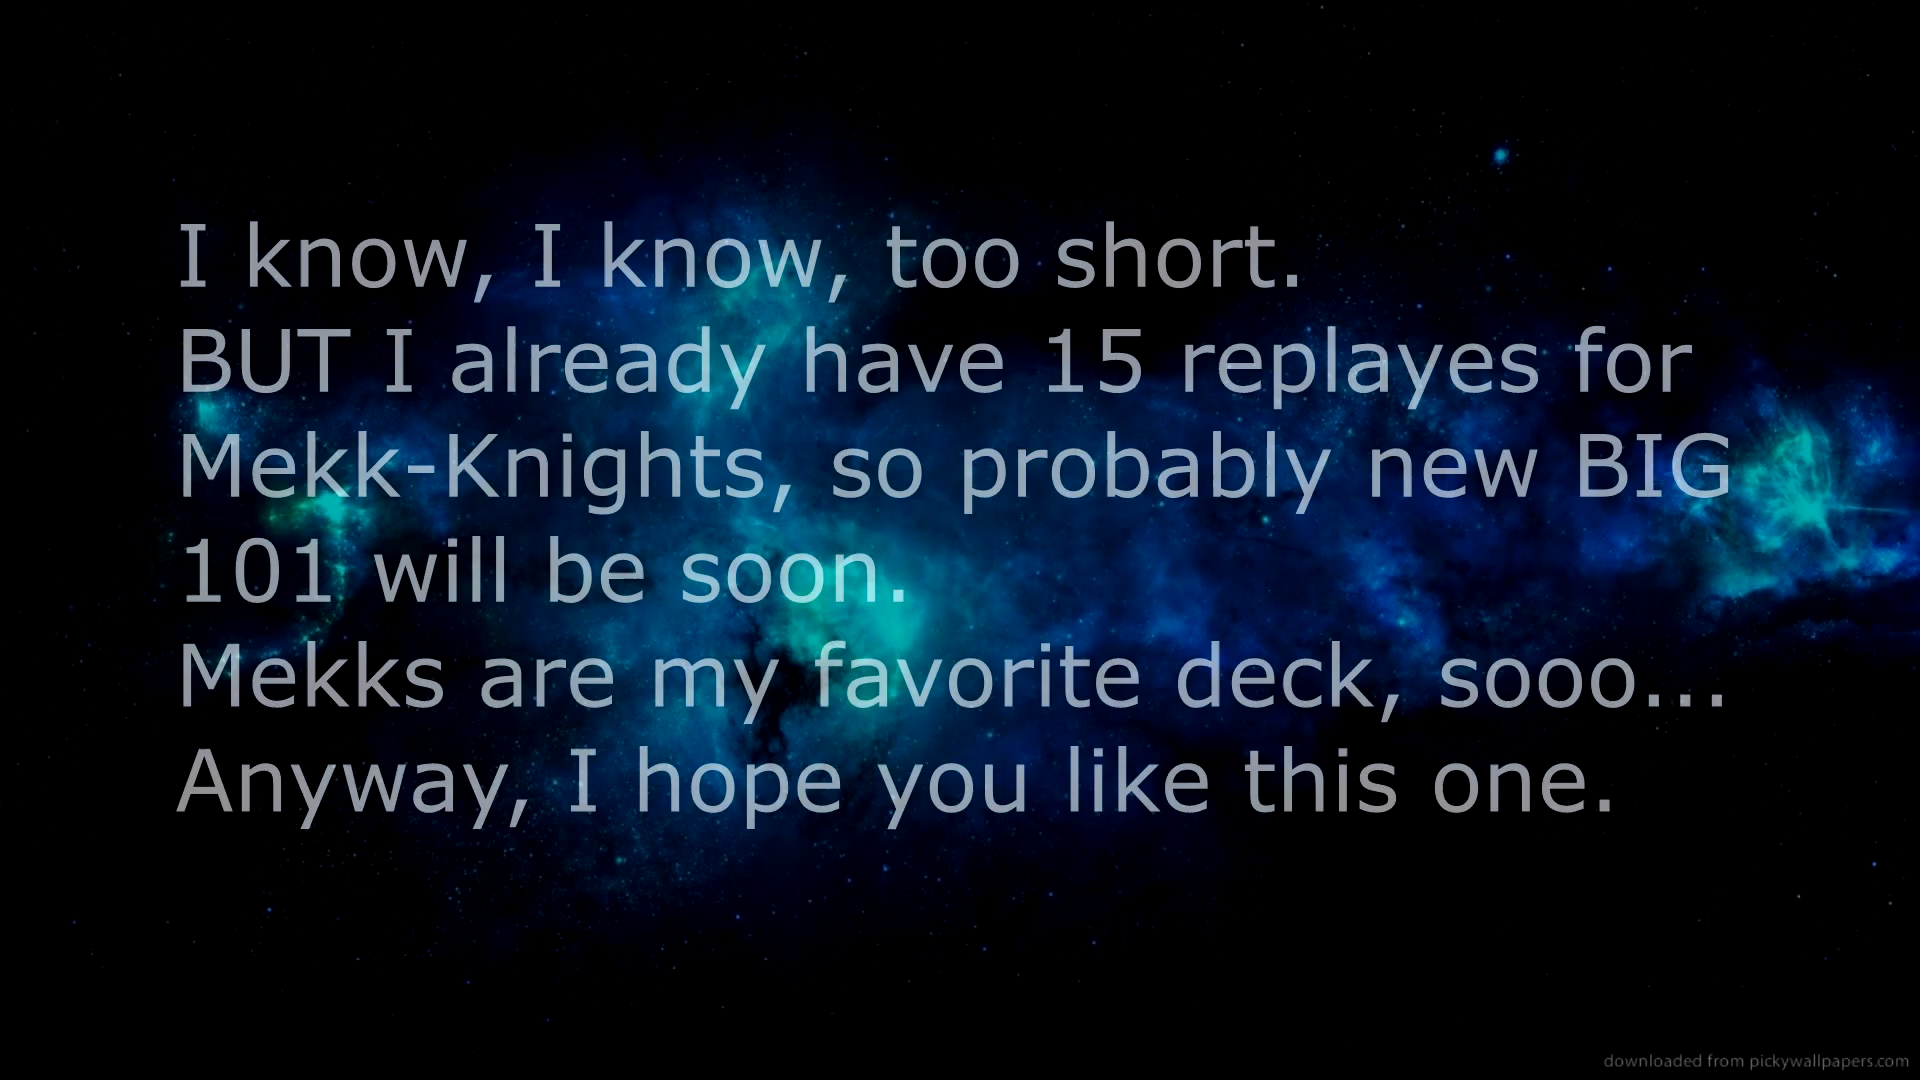 I know, I know, too short.
BUT I already have 15 replayes for
Mekk-Knights, so probably new BIG
101 will be soon.
Mekks are my favorite deck, sooo...
Anyway, I hope you like this one.
downloaded from pickywallpapers.com